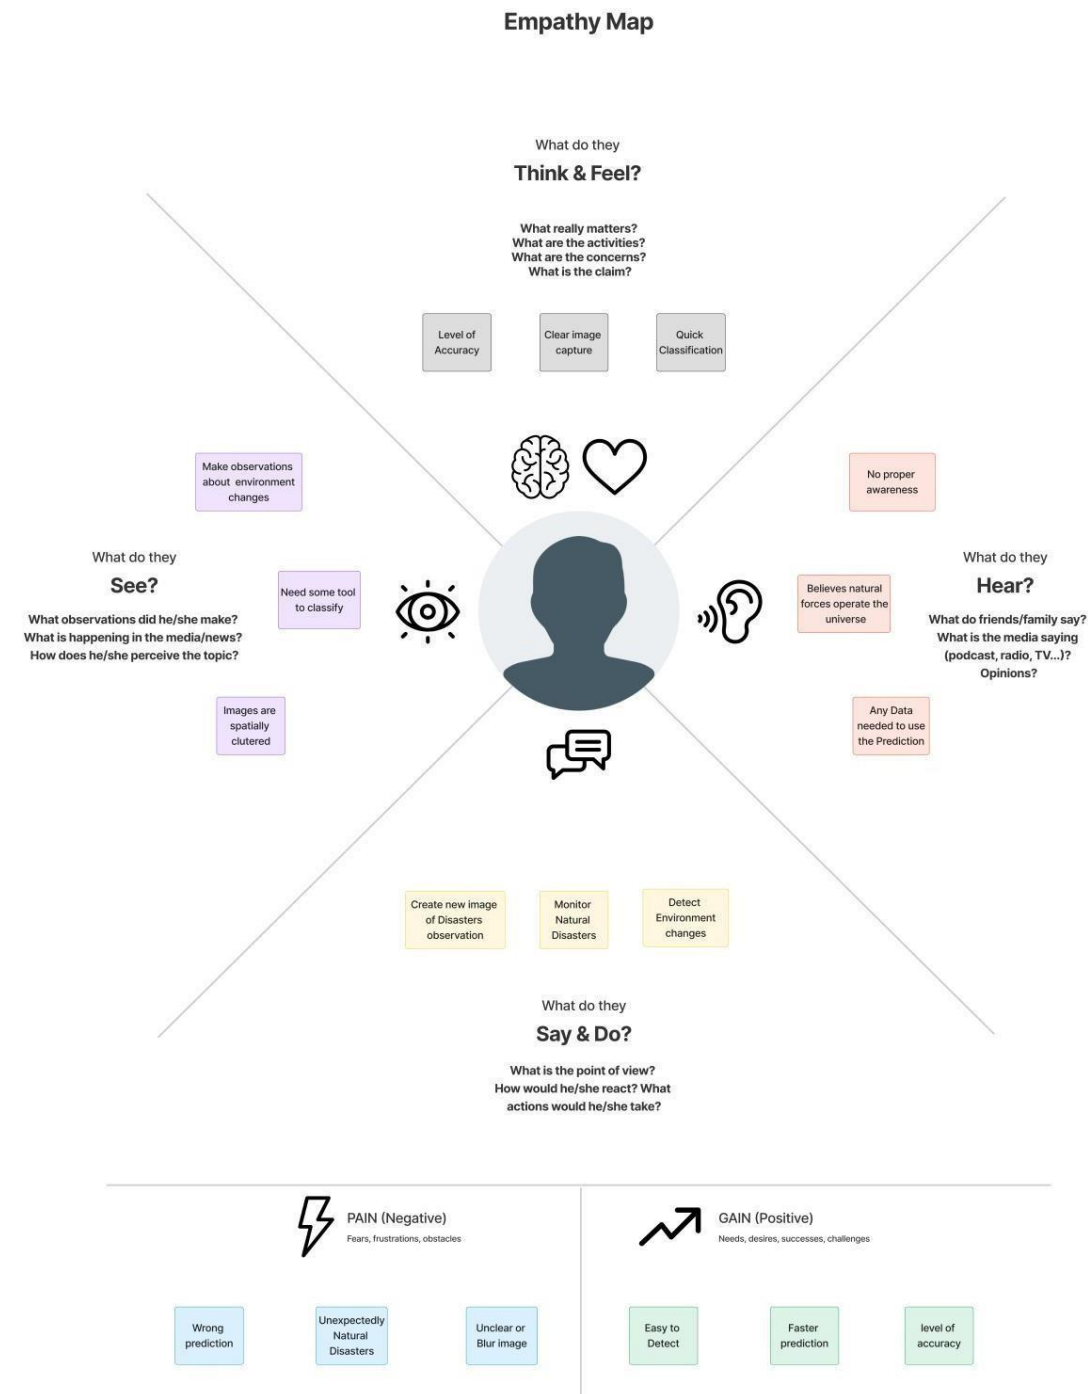 Empathy Map
What do they
Think & Feel?
What really matters?
What are the activities?
What are the concerns?
What is the claim?
Level of
Accuracy
Clear image
capture
Quick
Classification
Make observations
about environment
changes
What do they
See?
What observations did he/she make?
What is happening in the media/news?
How does he/she perceive the topic?
Need some tool
to classify
Images are
spatially
clutered
No proper
awareness
Believes natural
forces operate the
universe
What do they
Hear?
What do friends/family say?
What is the media saying
(podcast, radio, TV...)?
Opinions?
Any Data
needed to use
the Prediction
Create new image
of Disasters
observation
Monitor
Natural
Disasters
Detect
Environment
changes
What do they
Say & Do?
What is the point of view?
How would he/she react? What
actions would he/she take?
PAIN (Negative)
Fears, frustrations, obstacles
Wrong
prediction
Unexpectedly
Natural
Disasters
Unclear or
Blur image
GAIN (Positive)
Needs, desires, successes, challenges
Easy to
Detect
Faster
prediction
level of
accuracy